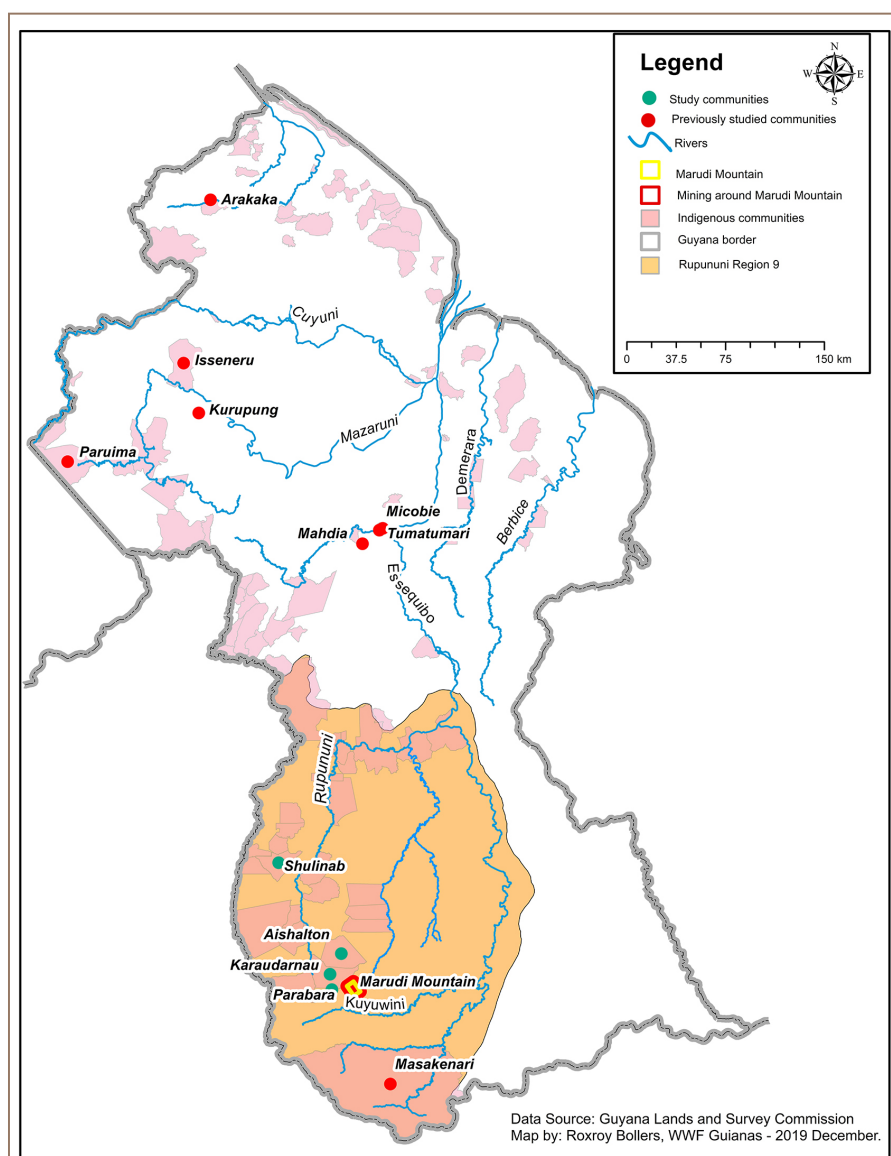 Legend
N
W
E
S
Study communities
Previously studied communities
Rivers
Marudi Mountain
Mining around Marudi Mountain
Indigenous communities
Guyana border
Rupununi Region 9
0 37.5 75 150 km
Arakaka
Cuyuni
Isseneru
Kurupung
Mazaruni
Paruima
Demerara
Berbice
Micobie
Mahdia
Tumatumari
Essequibo
Rupununi
Shulinab
Aishalton
Karaudarnau
Marudi Mountain
Parabara
Kuyuwini
Masakenari
Data Source: Guyana Lands and Survey Commission
Map by: Roxroy Bollers, WWF Guianas - 2019 December.